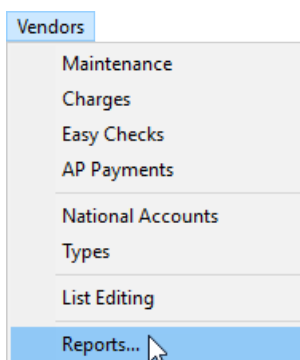 Vendors
Maintenance
Charges
Easy Checks
AP Payments
National Accounts
Types
List Editing
Reports...